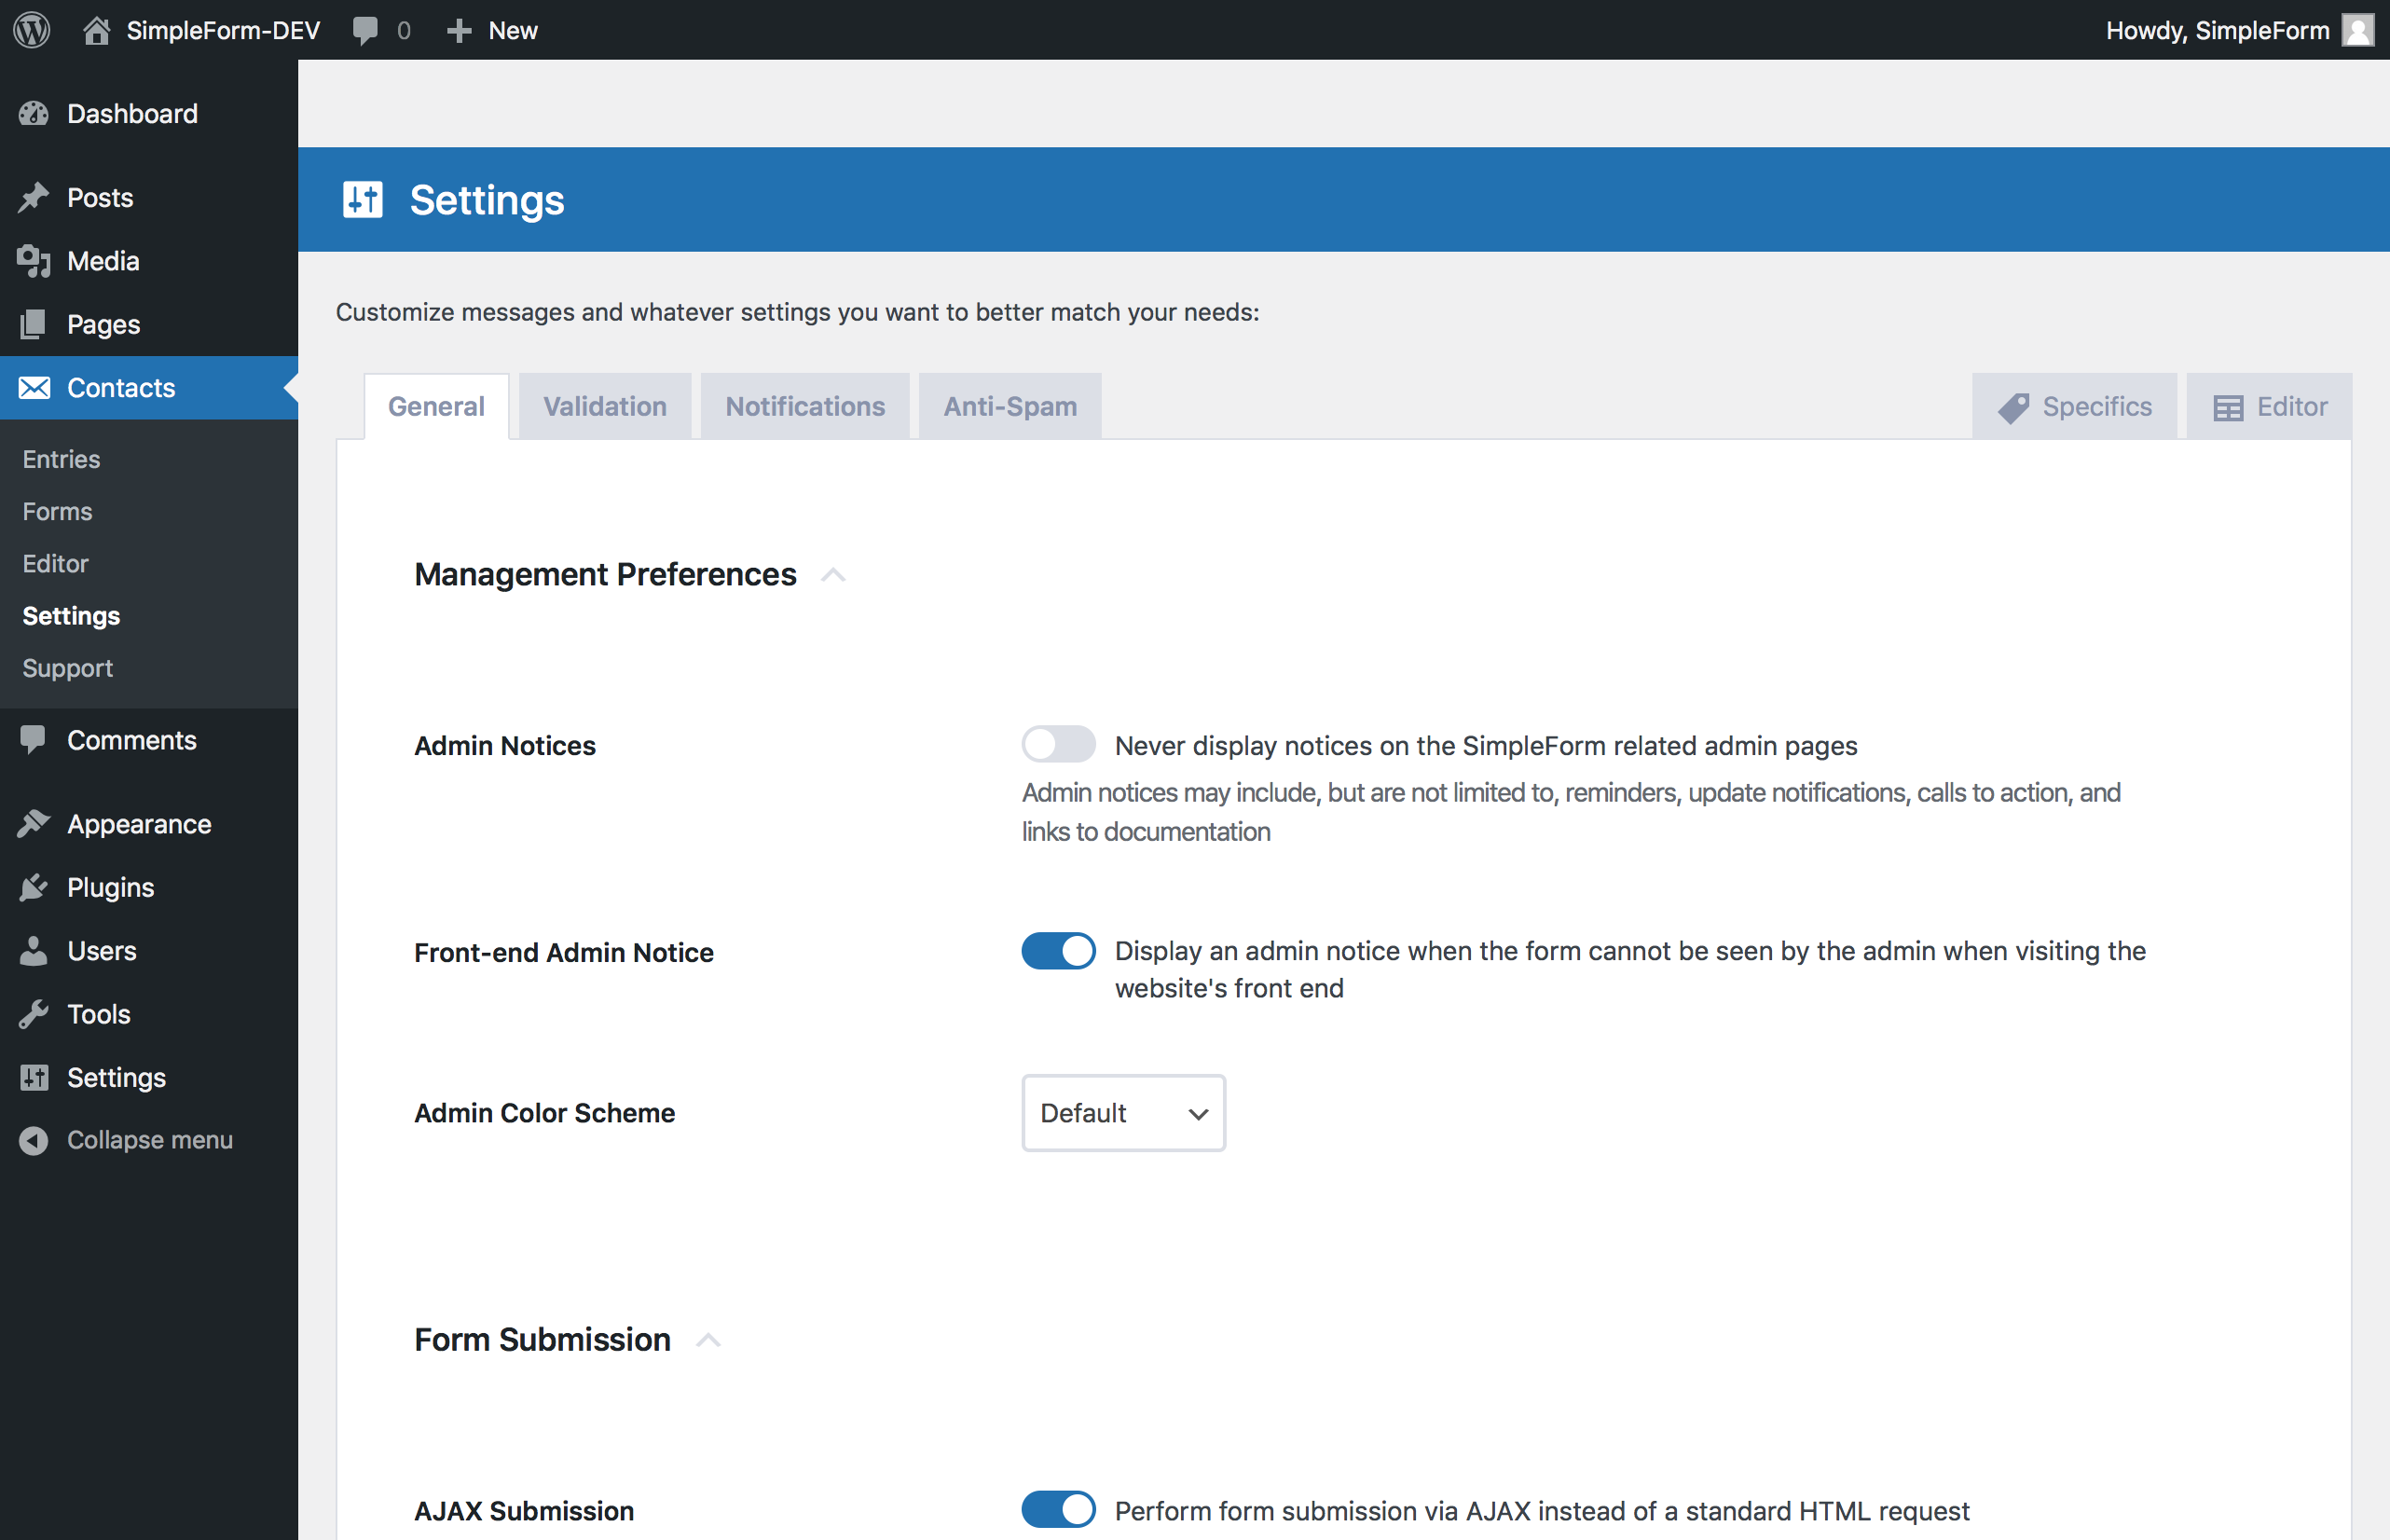 SimpleForm-DEV
0
New
Howdy, SimpleForm
Dashboard
Posts
Media
Pages
Contacts
Entries
Forms
Editor
Settings
Support
Comments
Appearance
Plugins
Users
Tools
Settings
Collapse menu
Settings
Customize messages and whatever settings you want to better match your needs:
General
Validation
Notifications
Anti-Spam
Specifics
Editor
Management Preferences
Admin Notices
Never display notices on the SimpleForm related admin pages
Admin notices may include, but are not limited to, reminders, update notifications, calls to action, and
links to documentation
Front-end Admin Notice
Display an admin notice when the form cannot be seen by the admin when visiting the
website's front end
Admin Color Scheme
Default
Form Submission
AJAX Submission
Perform form submission via AJAX instead of a standard HTML request